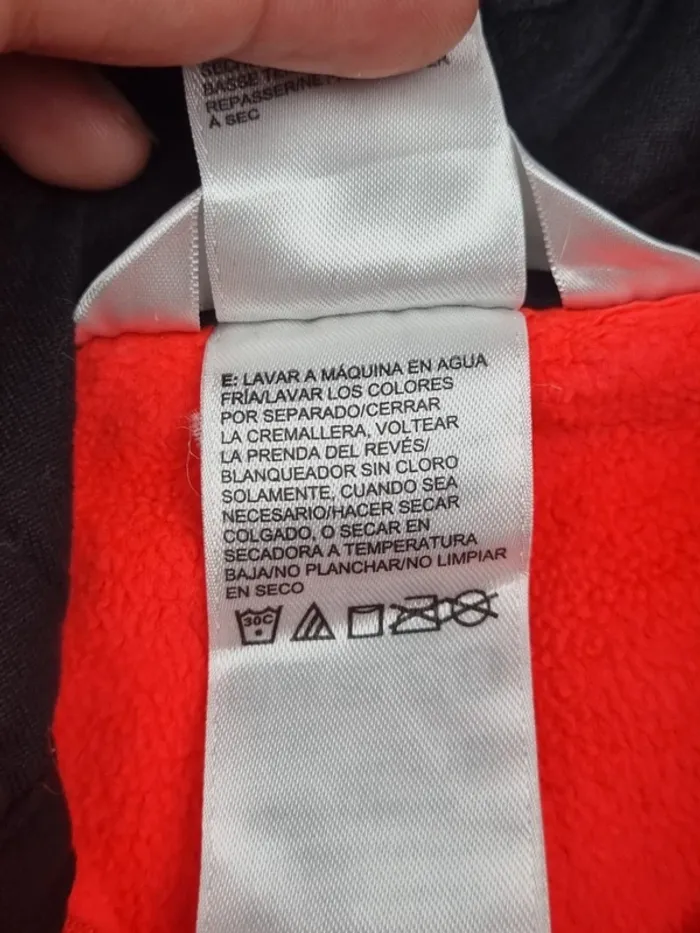 BASSE
REPASSER/
À SEC
E: LAVAR A MÁQUINA EN AGUA
FRÍA/LAVAR LOS COLORES
POR SEPARADO/CERRAR
LA CREMALLERA, VOLTEAR
LA PRENDA DEL REVÉS/
BLANQUEADOR SIN CLORO
SOLAMENTE, CUANDO SEA
NECESARIO/HACER SECAR
COLGADO, O SECAR EN
SECADORA A TEMPERATURA
BAJA/NO PLANCHAR/NO LIMPIAR
EN SECO
30C